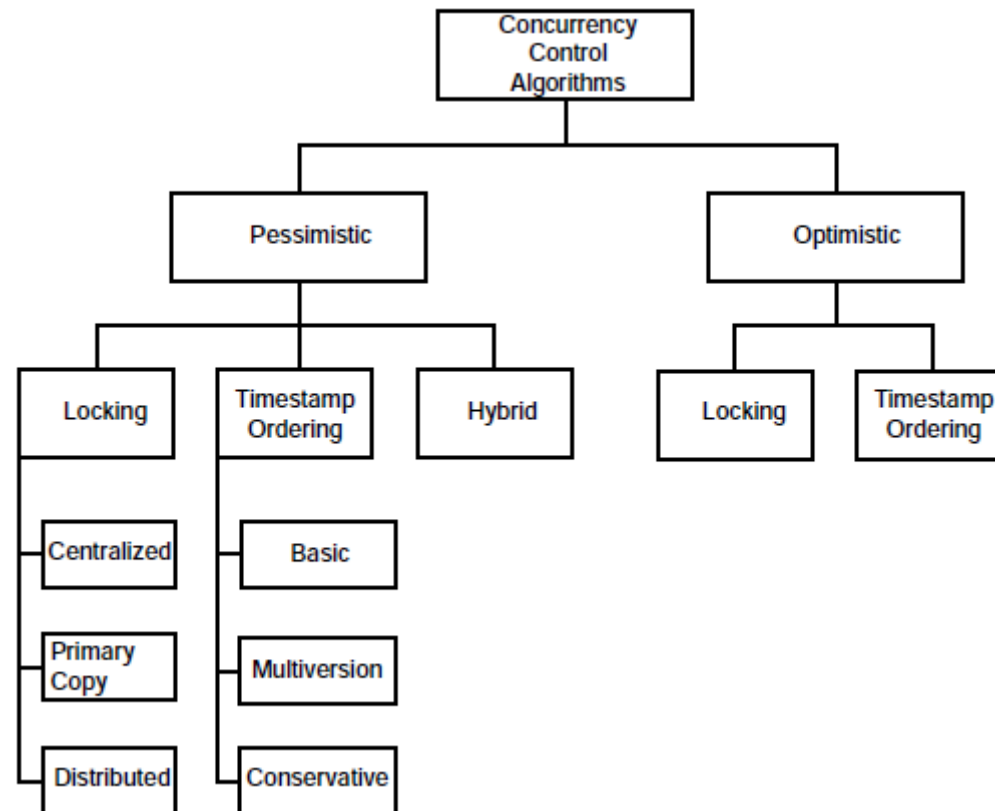 Concurrency
Control
Algorithms
Pessimistic
Optimistic
Locking
Timestamp
Ordering
Hybrid
Locking
Timestamp
Ordering
Centralized
Basic
Primary
Copy
Multiversion
Distributed
Conservative